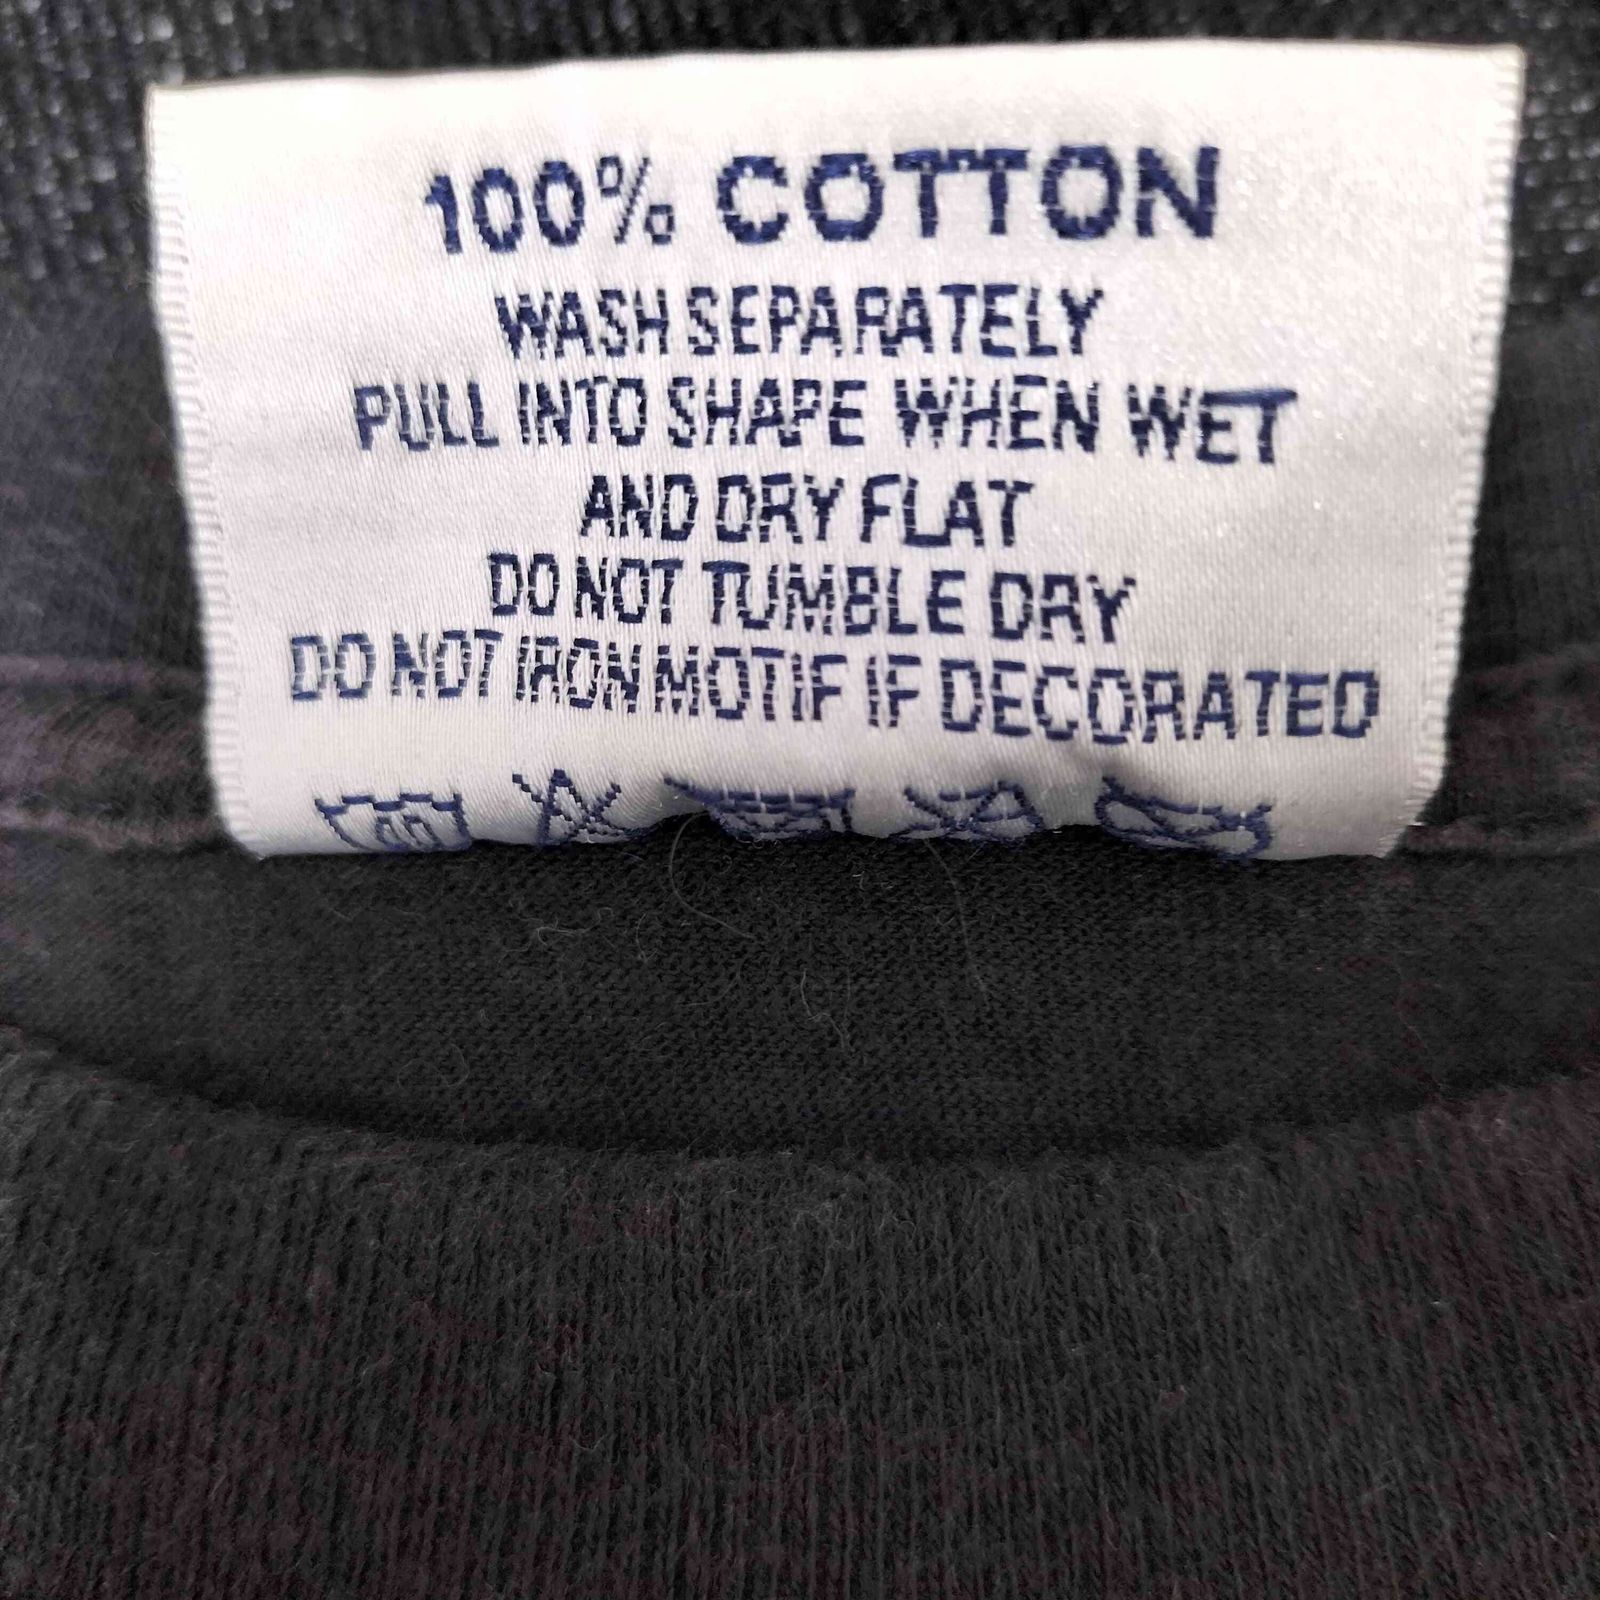 100% COTTON
WASH SEPARATELY
PULL INTO SHAPE WHEN WET
AND DRY FLAT
DO NOT TUMBLE DRY
DO NOT IRON MOTIF IF DECORATED